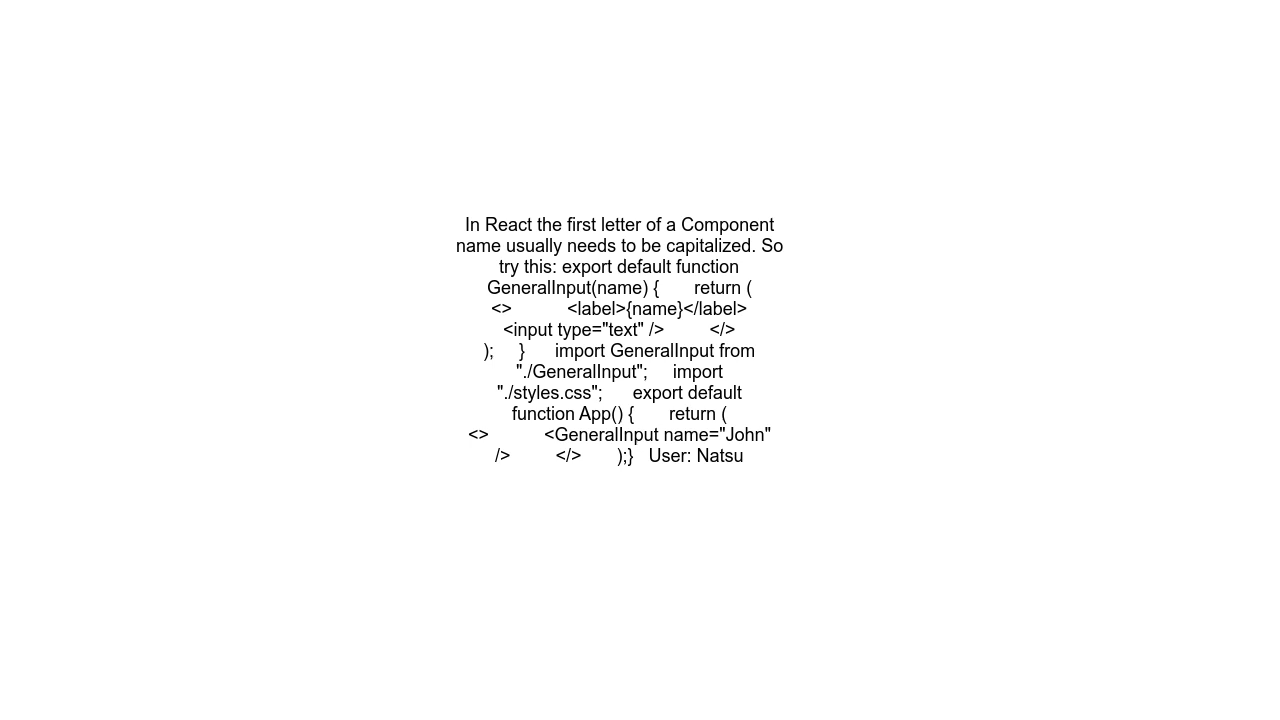 In React the first letter of a Component
name usually needs to be capitalized. So
try this: export default function
GeneralInput(name) {       return (
<>           <label>{name}</label>
<input type="text" />         </>
);     }      import GeneralInput from
"./GeneralInput";     import
"./styles.css";      export default
function App() {       return (
<>           <GeneralInput name="John"
/>         </>       );}   User: Natsu